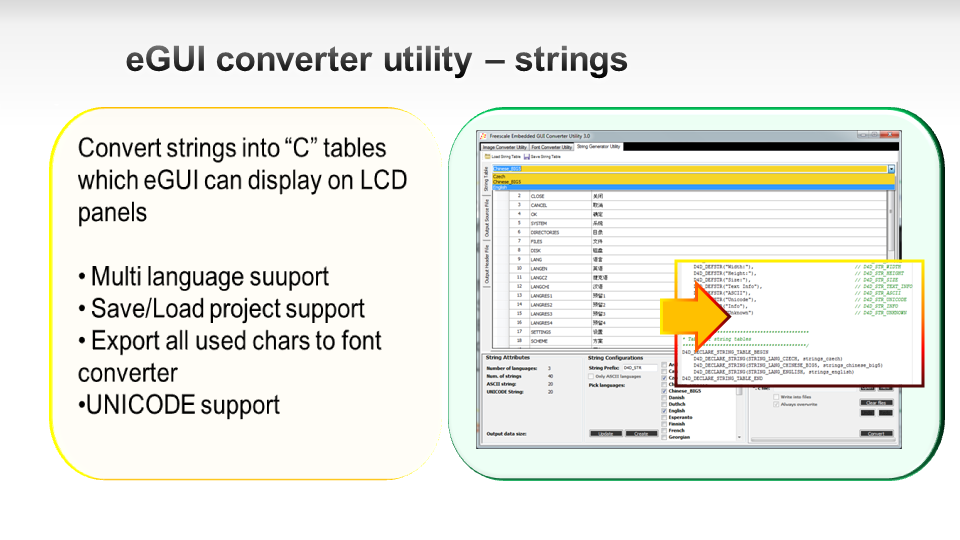 eGUI converter utility – strings
Convert strings into “C” tables
which eGUI can display on LCD
panels
• Multi language suuport
• Save/Load project support
• Export all used chars to font
converter
•UNICODE support
Freescale Embedded GUI Converter Utility 3.0
Image Converter Utility Font Converter Utility String Generator Utility
Load String Table Save String Table
String Table
Output Source File
Output Header File
Chinese_BIG5
Czech
Chinese_BIG5
English
2 CLOSE 关闭
3 CANCEL 取消
4 OK 确定
5 SYSTEM 系统
6 DIRECTORIES 目录
7 FILES 文件
8 DISK 磁盘
9 LANG 语言
10 LANGEN 英语
11 LANGCZ 捷克语
12 LANGCHI 汉语
13 LANGRES1 预留1
14 LANGRES2 预留2
15 LANGRES3 预留3
16 LANGRES4 预留4
17 SETTINGS 设置
18 SCHEME 方案
D4D_DEFSTR("Width:"), // D4D_STR_WIDTH
D4D_DEFSTR("Height:"), // D4D_STR_HEIGHT
D4D_DEFSTR("Size:"), // D4D_STR_SIZE
D4D_DEFSTR("Text Info"), // D4D_STR_TEXT_INFO
_DEFSTR("ASCII"), // D4D_STR_ASCII
"Unicode"), // D4D_STR_UNICODE
"Info"), // D4D_STR_INFO
"Unknown") // D4D_STR_UNKNOWN
string tables
D4D_DECLARE_STRING_TABLE_BEGIN
D4D_DECLARE_STRING(STRING_LANG_CZECH, strings_czech)
D4D_DECLARE_STRING(STRING_LANG_CHINESE_BIG5, strings_chinese_big5)
D4D_DECLARE_STRING(STRING_LANG_ENGLISH, strings_english)
D4D_DECLARE_STRING_TABLE_END
String Attributes
Number of languages: 3
Num. of strings 40
ASCII string: 20
UNICODE String: 20
Output data size:
String Configurations
String Prefix: D4D_STR
Only ASCII languages
Pick languages:
Update Create
Chinese_BIG5
Danish
Dutlick
English
Esperanto
Finnish
French
Georgian
Write into files
Always overwrite
Clear files
Convert